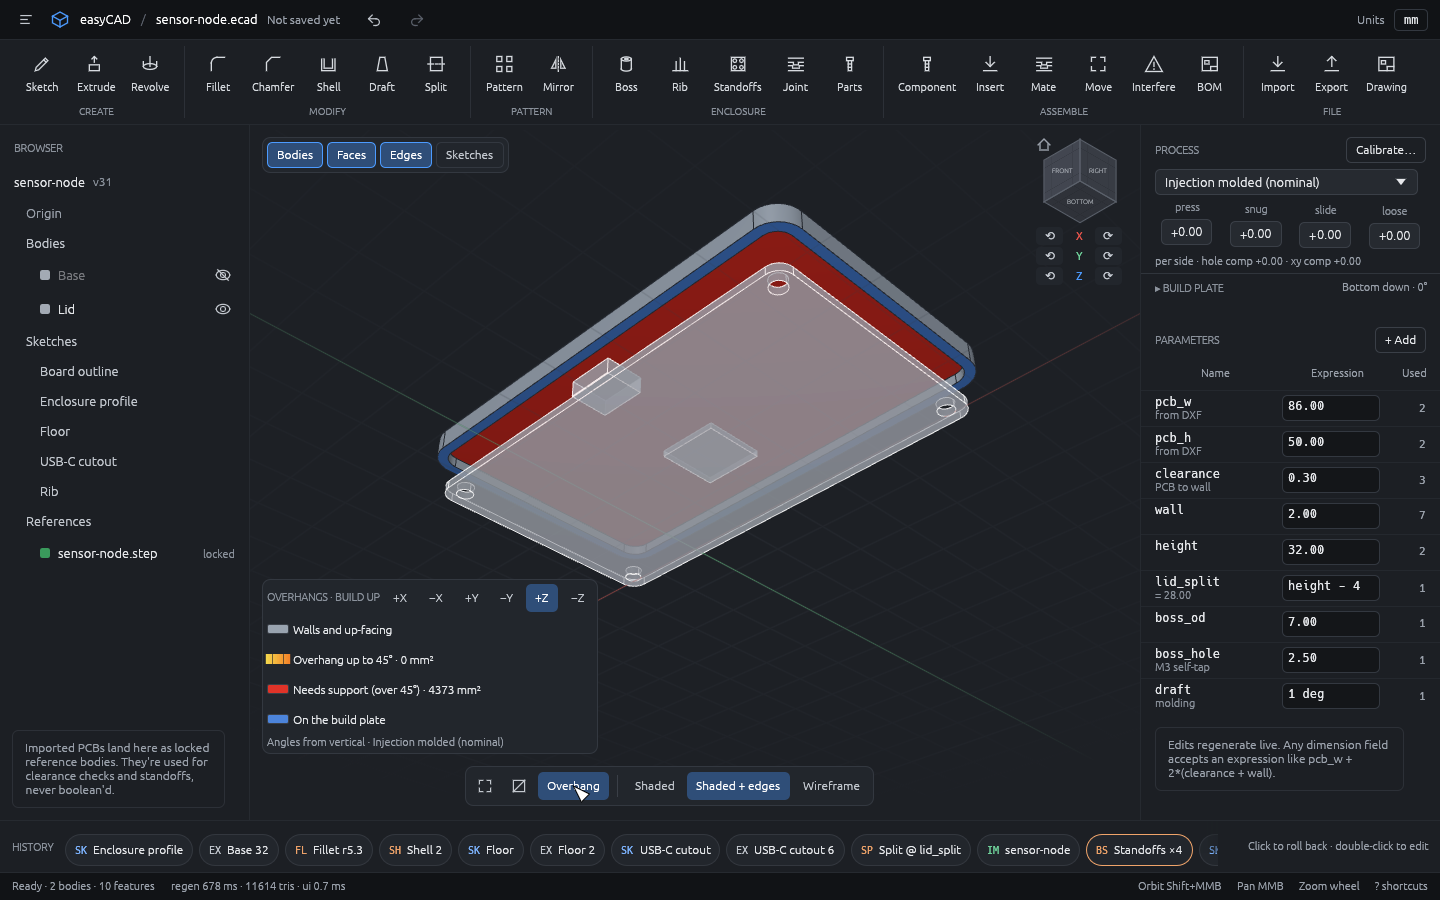 easyCAD / sensor-node.ecad Not saved yet
Units mm
Sketch Extrude Revolve
CREATE
Fillet Chamfer Shell Draft Split
MODIFY
Pattern Mirror
PATTERN
Boss Rib Standoffs Joint Parts
ENCLOSURE
Component Insert Mate Move Interfere BOM
ASSEMBLE
Import Export Drawing
FILE
BROWSER
sensor-node v31
Origin
Bodies
Base
Lid
Sketches
Board outline
Enclosure profile
Floor
USB-C cutout
Rib
References
sensor-node.step locked
Imported PCBs land here as locked
reference bodies. They're used for
clearance checks and standoffs,
never boolean'd.
Bodies Faces Edges Sketches
FRONT RIGHT
BOTTOM
X
Y
Z
OVERHANGS · BUILD UP +X −X +Y −Y +Z −Z
Walls and up-facing
Overhang up to 45° · 0 mm²
Needs support (over 45°) · 4373 mm²
On the build plate
Angles from vertical · Injection molded (nominal)
Overhang Shaded Shaded + edges Wireframe
PROCESS Calibrate...
Injection molded (nominal)
press snug slide loose
+0.00 +0.00 +0.00 +0.00
per side · hole comp +0.00 · xy comp +0.00
▸ BUILD PLATE Bottom down · 0°
PARAMETERS + Add
Name Expression Used
pcb_w 86.00 2
from DXF
pcb_h 50.00 2
from DXF
clearance 0.30 3
PCB to wall
wall 2.00 7
height 32.00 2
lid_split height − 4 1
= 28.00
boss_od 7.00 1
boss_hole 2.50 1
M3 self-tap
draft 1 deg 1
molding
Edits regenerate live. Any dimension field
accepts an expression like pcb_w +
2*(clearance + wall).
HISTORY SK Enclosure profile EX Base 32 FL Fillet r5.3 SH Shell 2 SK Floor EX Floor 2 SK USB-C cutout EX USB-C cutout 6 SP Split @ lid_split IM sensor-node BS Standoffs ×4
Click to roll back · double-click to edit
Ready · 2 bodies · 10 features regen 678 ms · 11614 tris · ui 0.7 ms
Orbit Shift+MMB Pan MMB Zoom wheel ? shortcuts